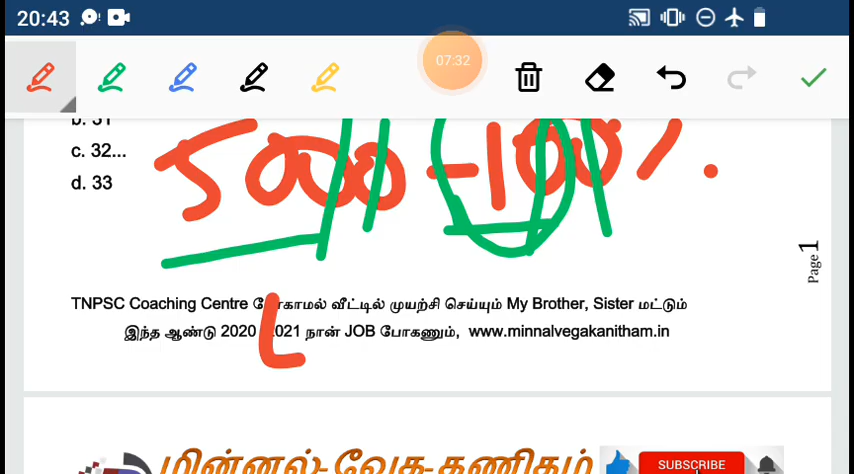 20:43
07:32
b. 31
c. 32...
d. 33
5000 - 100%.
TNPSC Coaching Centre போகாமல் வீட்டில் முயற்சி செய்யும் My Brother, Sister மட்டும்
இந்த ஆண்டு 2020 2021 நான் JOB போகணும், www.minnalvegakanitham.in
Page 1
மின்னல்-வேக-கணிதம்
SUBSCRIBE